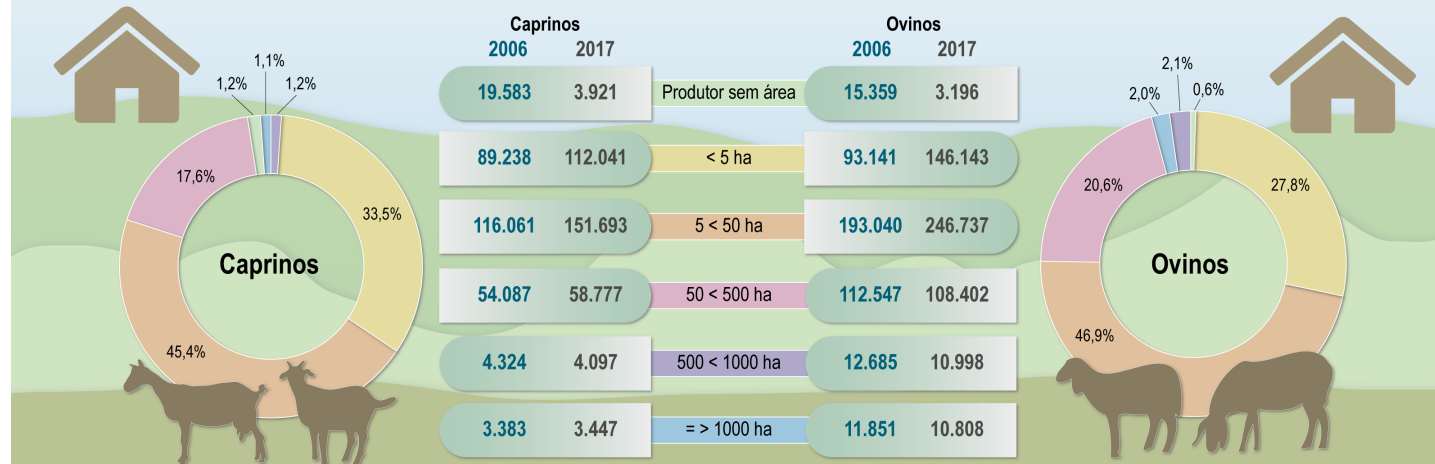 Caprinos
2006 2017
Ovinos
2006 2017
19.583 3.921 Produtor sem área 15.359 3.196
89.238 112.041 < 5 ha 93.141 146.143
116.061 151.693 5 < 50 ha 193.040 246.737
54.087 58.777 50 < 500 ha 112.547 108.402
4.324 4.097 500 < 1000 ha 12.685 10.998
3.383 3.447 = > 1000 ha 11.851 10.808
1,1%
1,2% 1,2%
17,6%
33,5%
Caprinos
45,4%
2,1%
2,0% 0,6%
20,6% 27,8%
Ovinos
46,9%